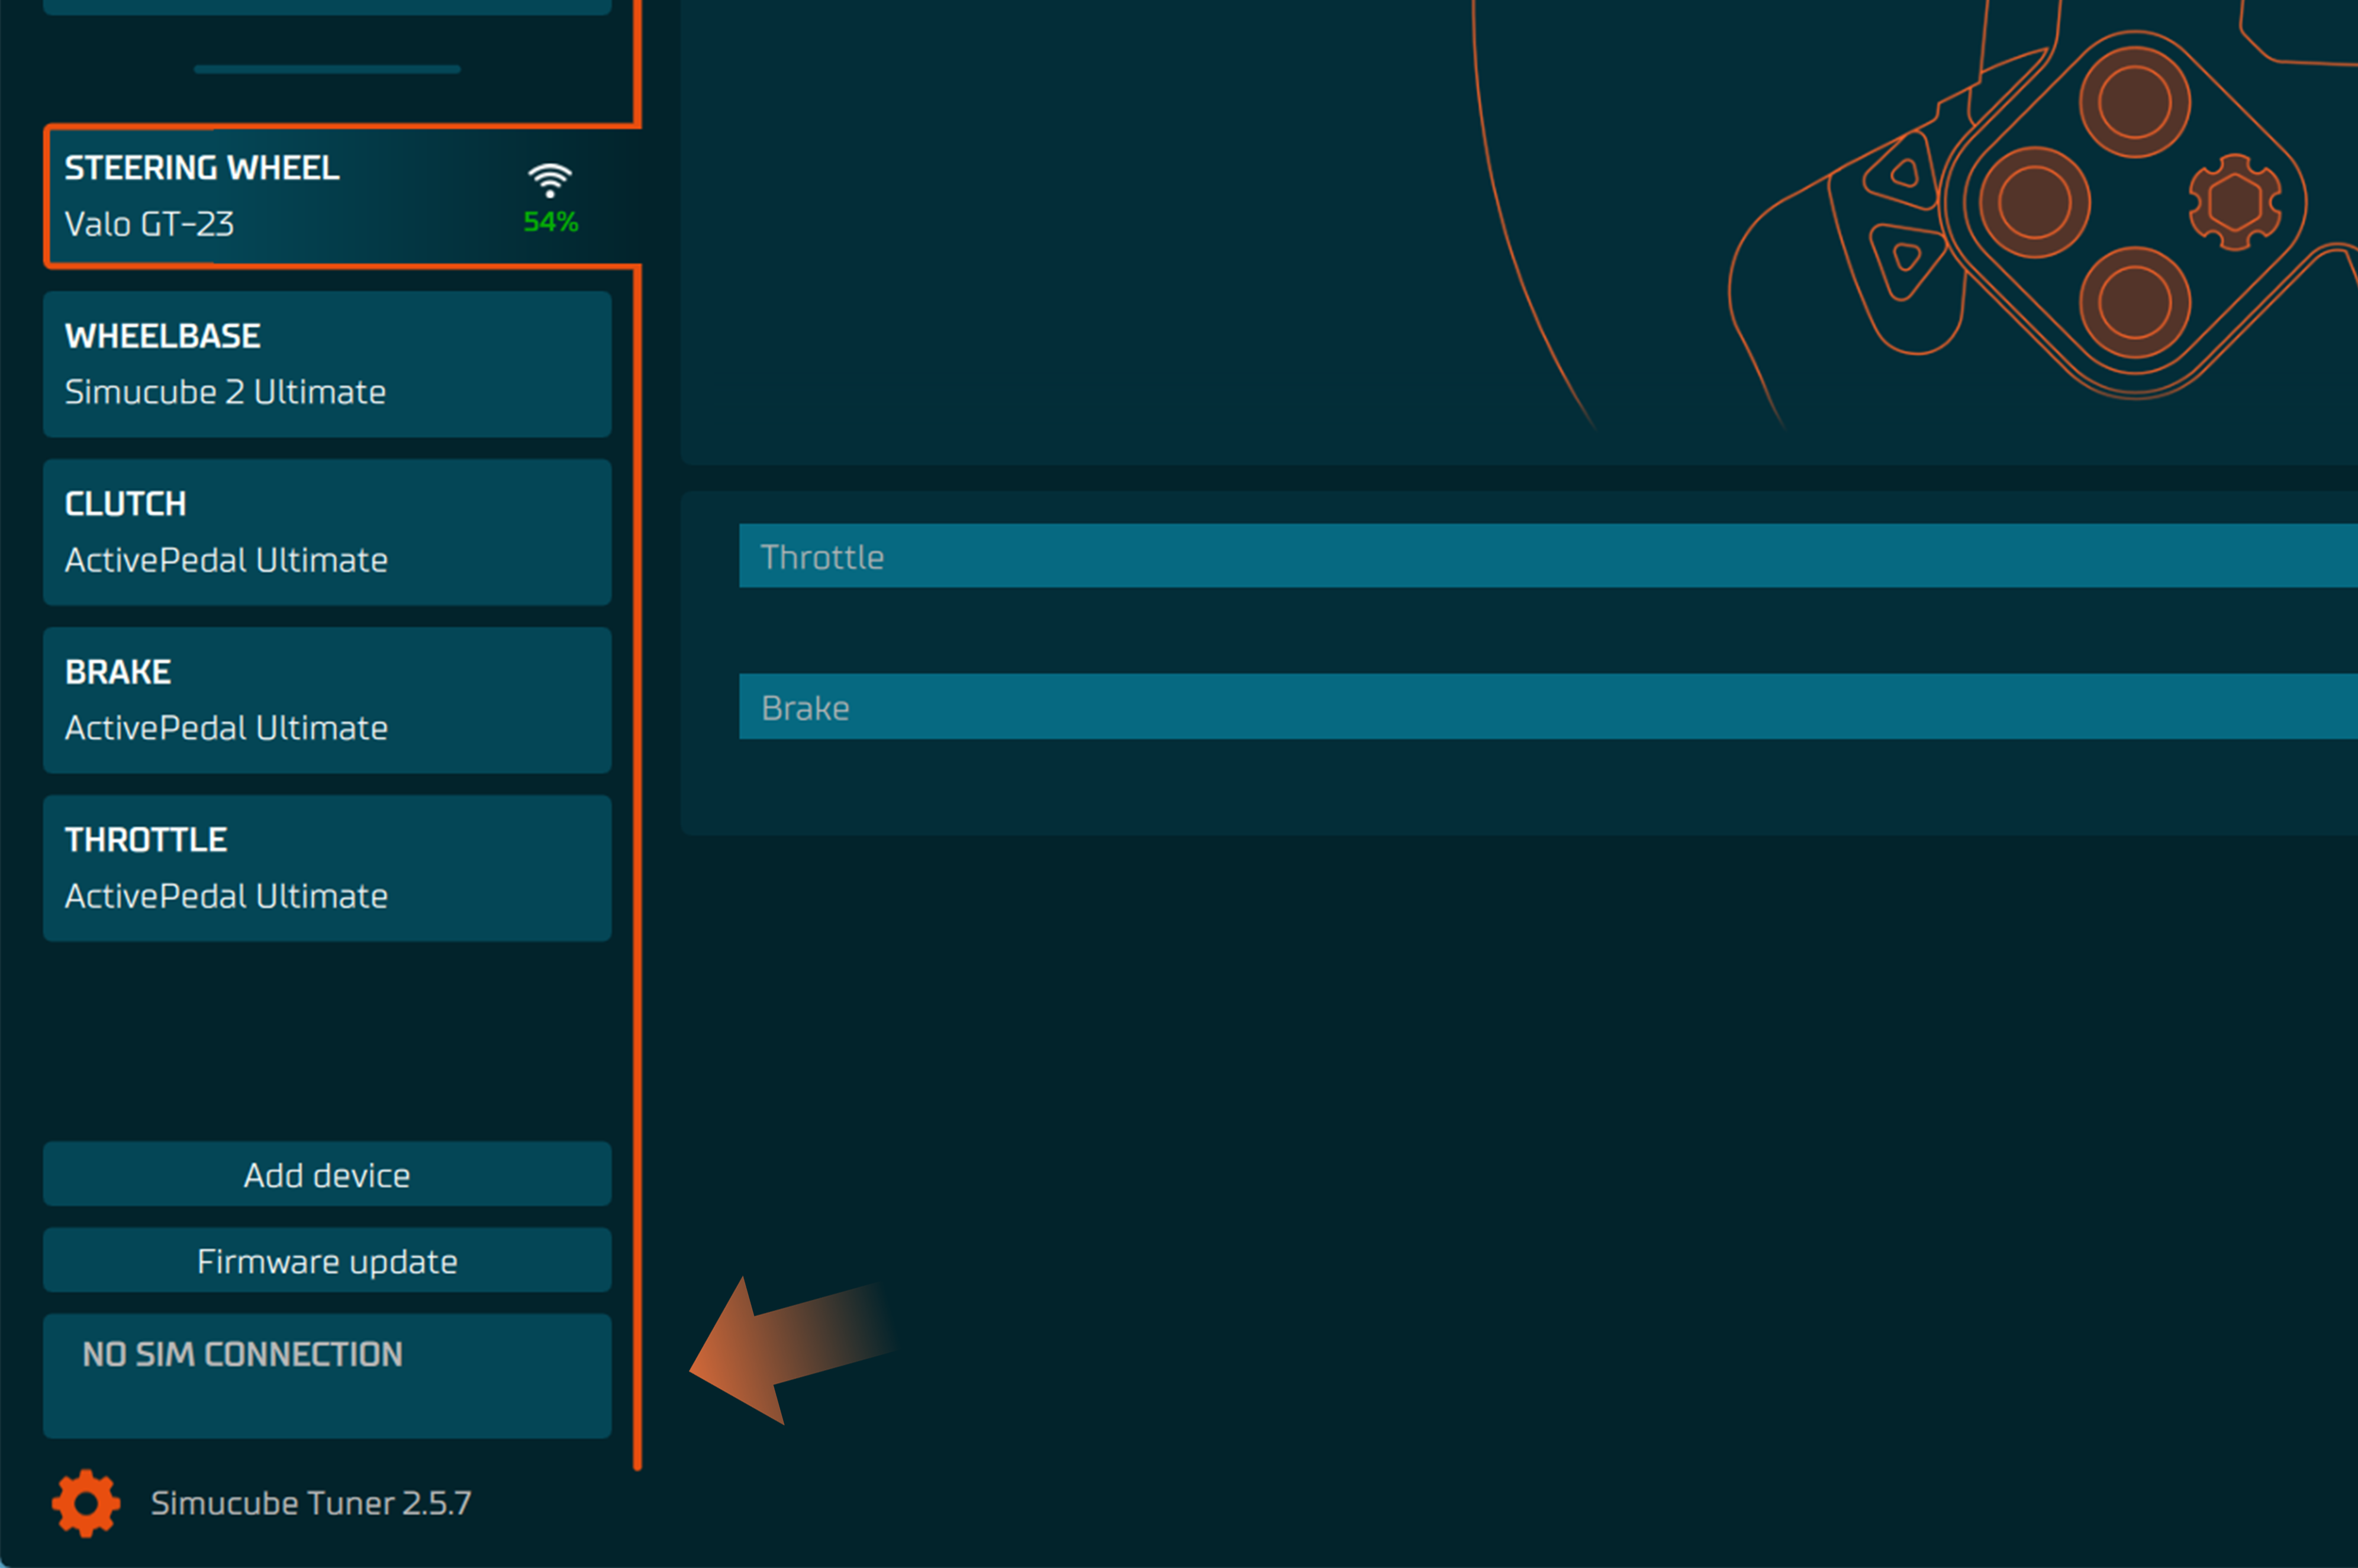 STEERING WHEEL
Valo GT-23
54%
WHEELBASE
Simucube 2 Ultimate
CLUTCH
ActivePedal Ultimate
BRAKE
ActivePedal Ultimate
THROTTLE
ActivePedal Ultimate
Add device
Firmware update
NO SIM CONNECTION
Simucube Tuner 2.5.7
Throttle
Brake